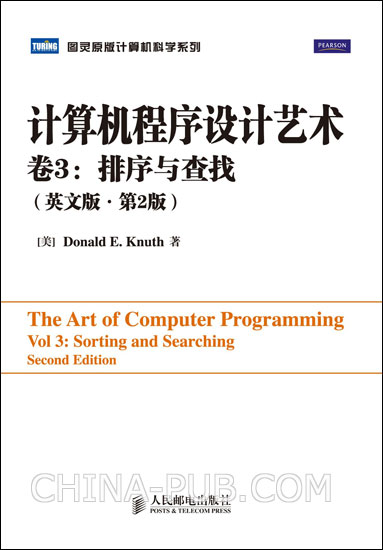 TURING 图灵原版计算机科学系列 PEARSON
计算机程序设计艺术
卷3：排序与查找
（英文版·第2版）
[美] Donald E. Knuth 著
The Art of Computer Programming
Vol 3: Sorting and Searching
Second Edition
CHINA-PUB.COM
人民邮电出版社
POSTS & TELECOM PRESS